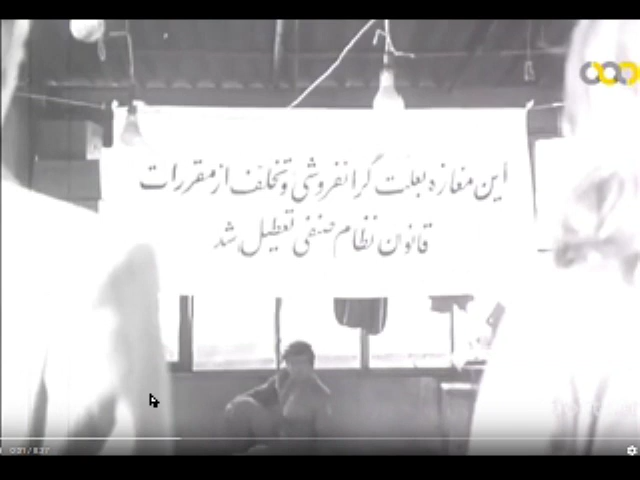 این مغازه بعلت گرانفروشی و تخلف از مقررات
قانون نظام صنفی تعطیل شد